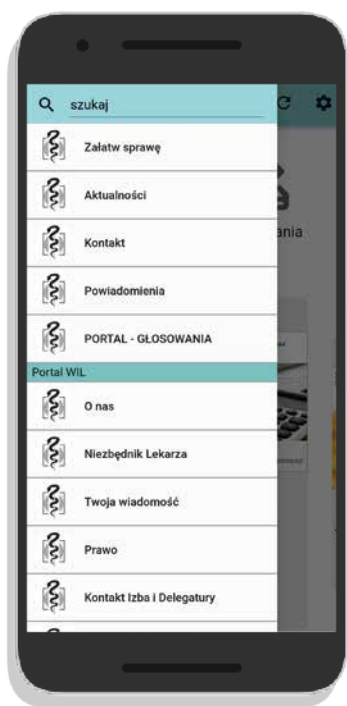 szukaj
Załatw sprawę
Aktualności
ania
Kontakt
Powiadomienia
PORTAL - GŁOSOWANIA
Portal WIL
O nas
Niezbędnik Lekarza
Twoja wiadomość
Prawo
Kontakt Izba i Delegatury